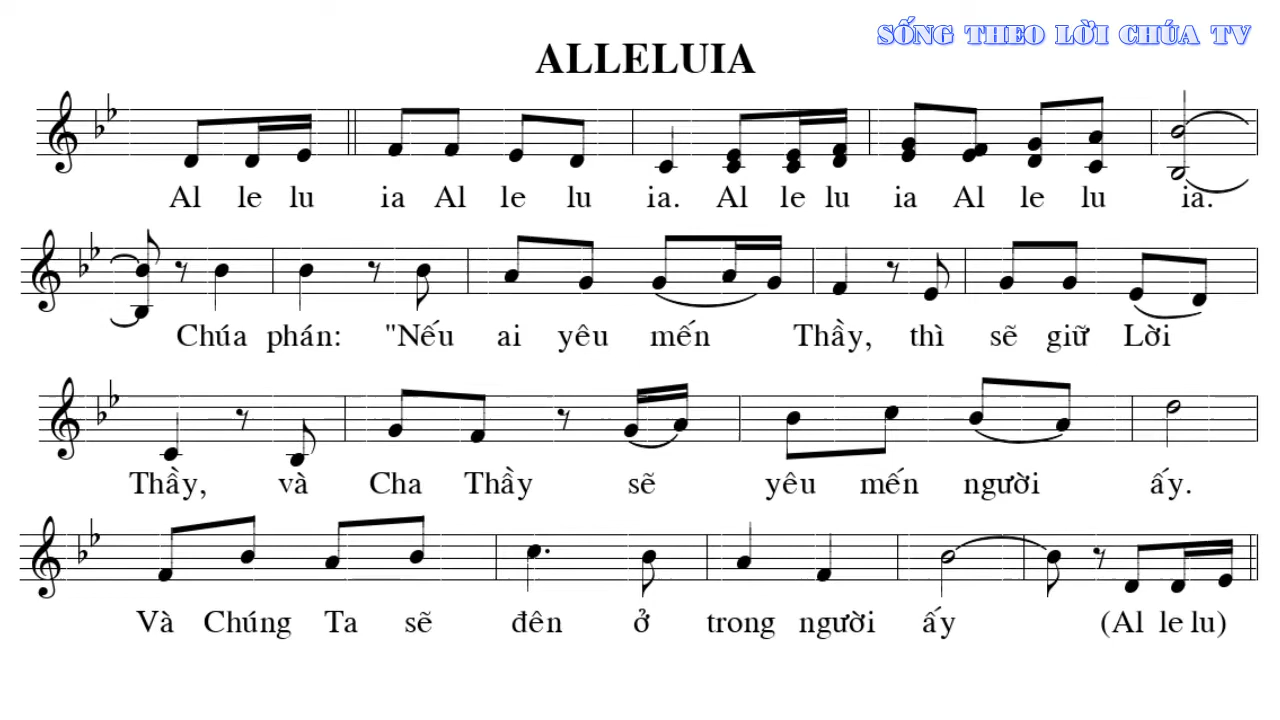 SỐNG THEO LỜI CHÚA TV
ALLELUIA
Al le lu ia Al le lu ia. Al le lu ia Al le lu ia.
Chúa phán: "Nếu ai yêu mến Thầy, thì sẽ giữ Lời
Thầy, và Cha Thầy sẽ yêu mến người ấy.
Và Chúng Ta sẽ đên ở trong người ấy (Al le lu)